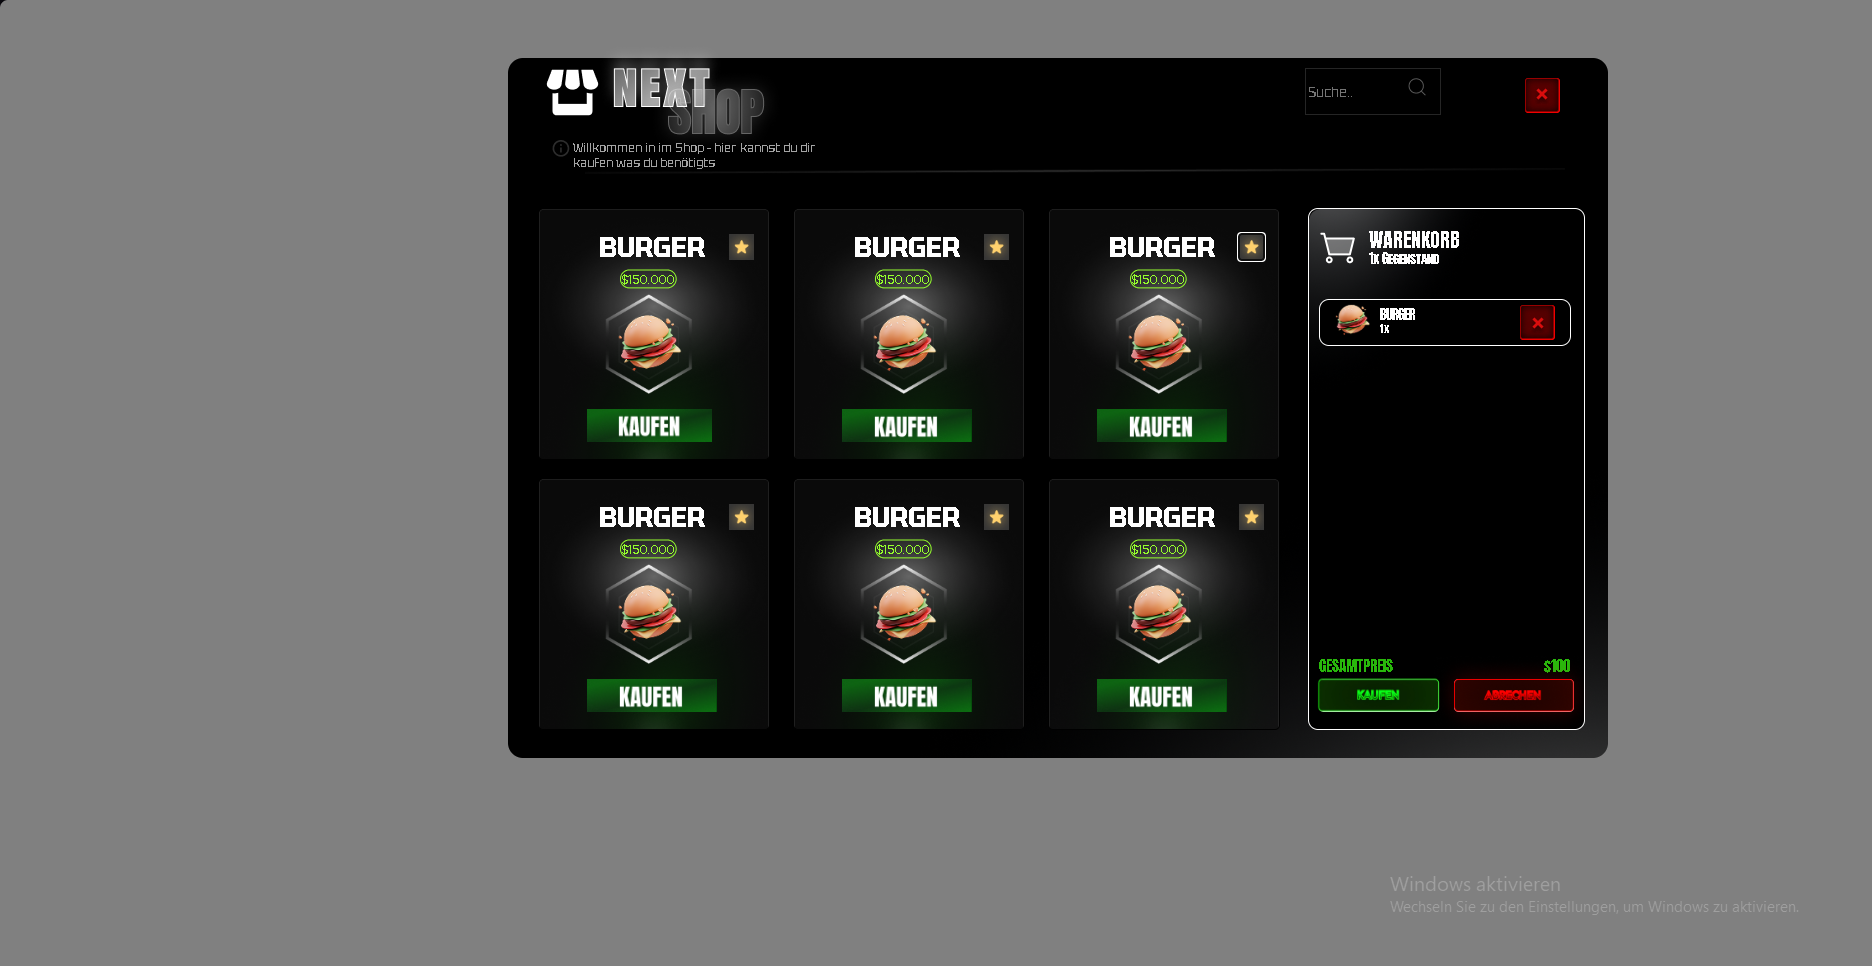 NEXT
SHOP
Suche..
Willkommen in im Shop - hier kannst du dir
kaufen was du benötigts
BURGER
$150.000
KAUFEN
BURGER
$150.000
KAUFEN
BURGER
$150.000
KAUFEN
BURGER
$150.000
KAUFEN
BURGER
$150.000
KAUFEN
BURGER
$150.000
KAUFEN
WARENKORB
1x Gegenstand
BURGER
1x
GESAMTPREIS
$100
KAUFEN
ABBRECHEN
Windows aktivieren
Wechseln Sie zu den Einstellungen, um Windows zu aktivieren.